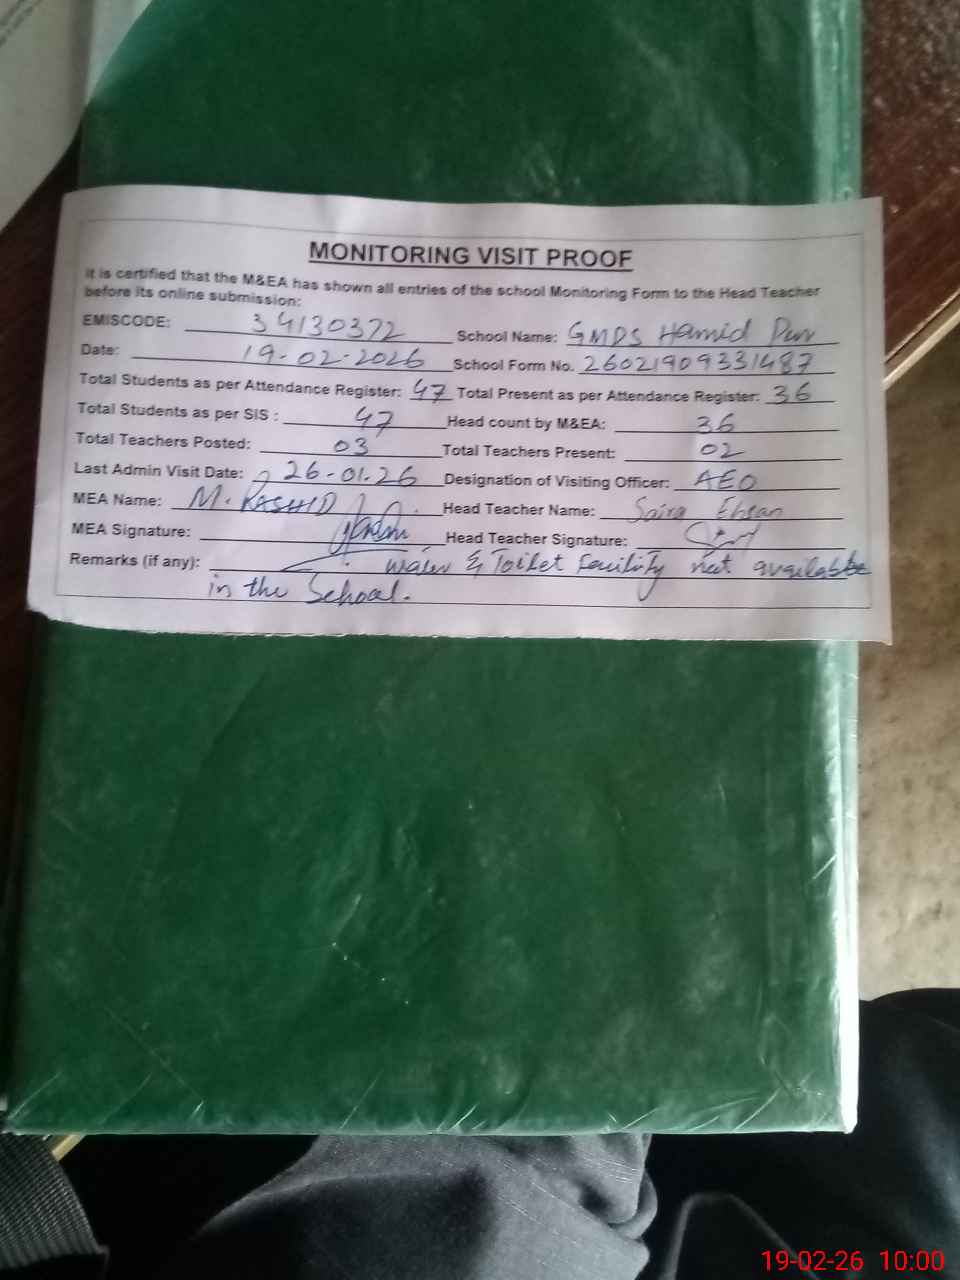 MONITORING VISIT PROOF
It is certified that the M&EA has shown all entries of the school Monitoring Form to the Head Teacher
before its online submission:
EMISCODE: 34130372 School Name: GMPS Hamid Pur
Date: 19-02-2026 School Form No. 26021909331487
Total Students as per Attendance Register: 47 Total Present as per Attendance Register: 36
Total Students as per SIS : 47 Head count by M&EA: 36
Total Teachers Posted: 03 Total Teachers Present: 02
Last Admin Visit Date: 26-01-26 Designation of Visiting Officer: AEO
MEA Name: M. RASHID Head Teacher Name: Saira Ehsan
MEA Signature: Head Teacher Signature:
Remarks (if any): Water & Toilet Facility not available
in the School.
19-02-26 10:00